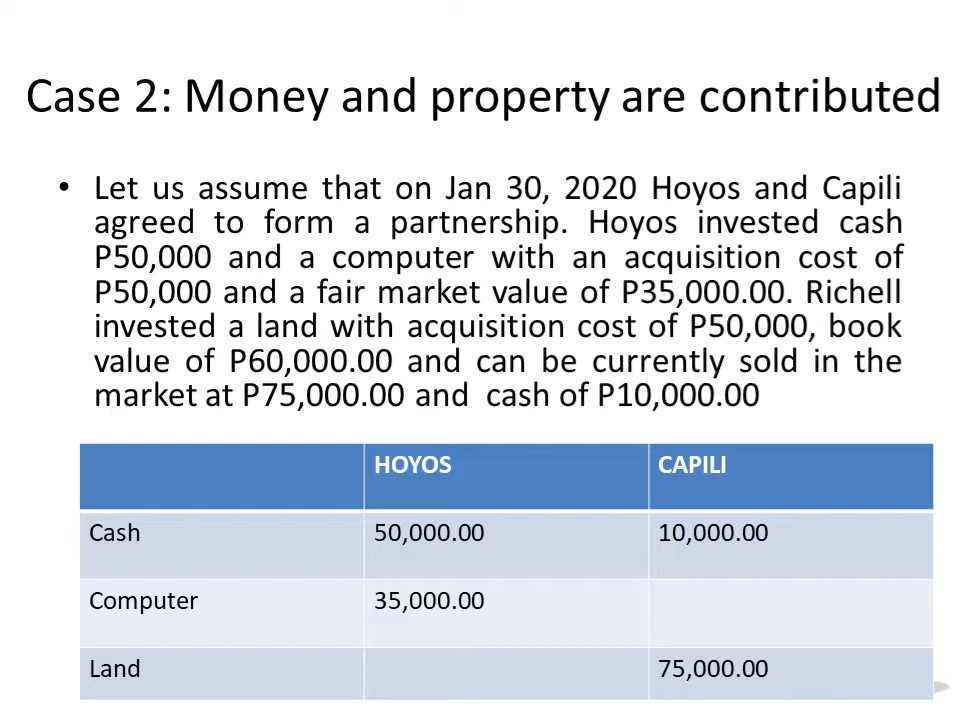 Case 2: Money and property are contributed
• Let us assume that on Jan 30, 2020 Hoyos and Capili
agreed to form a partnership. Hoyos invested cash
P50,000 and a computer with an acquisition cost of
P50,000 and a fair market value of P35,000.00. Richell
invested a land with acquisition cost of P50,000, book
value of P60,000.00 and can be currently sold in the
market at P75,000.00 and cash of P10,000.00
HOYOS CAPILI
Cash 50,000.00 10,000.00
Computer 35,000.00
Land 75,000.00